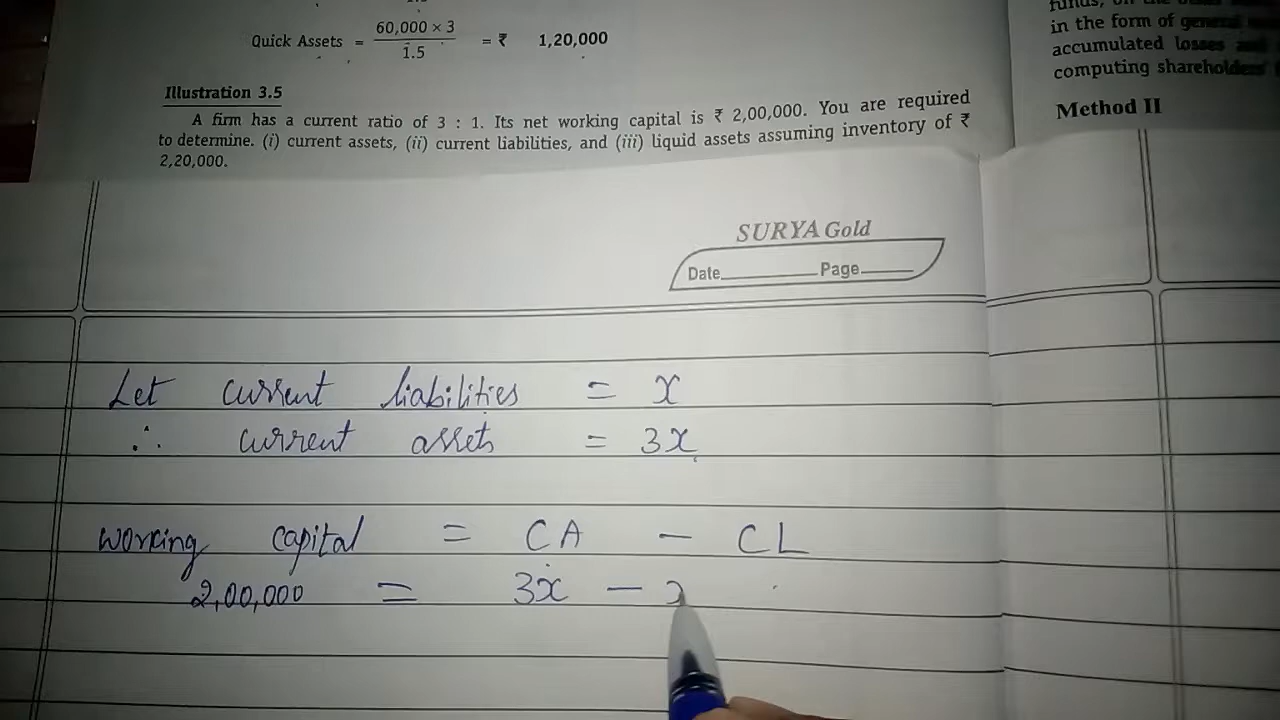 Quick Assets = 60,000 × 3 / 1.5 = ₹ 1,20,000
Illustration 3.5
A firm has a current ratio of 3 : 1. Its net working capital is ₹ 2,00,000. You are required
to determine. (i) current assets, (ii) current liabilities, and (iii) liquid assets assuming inventory of ₹
2,20,000.
in the form of general
accumulated losses
computing shareholders'
Method II
SURYA Gold
Date Page
Let current liabilities = x
∴ current assets = 3x
Working capital = CA - CL
2,00,000 = 3x - x